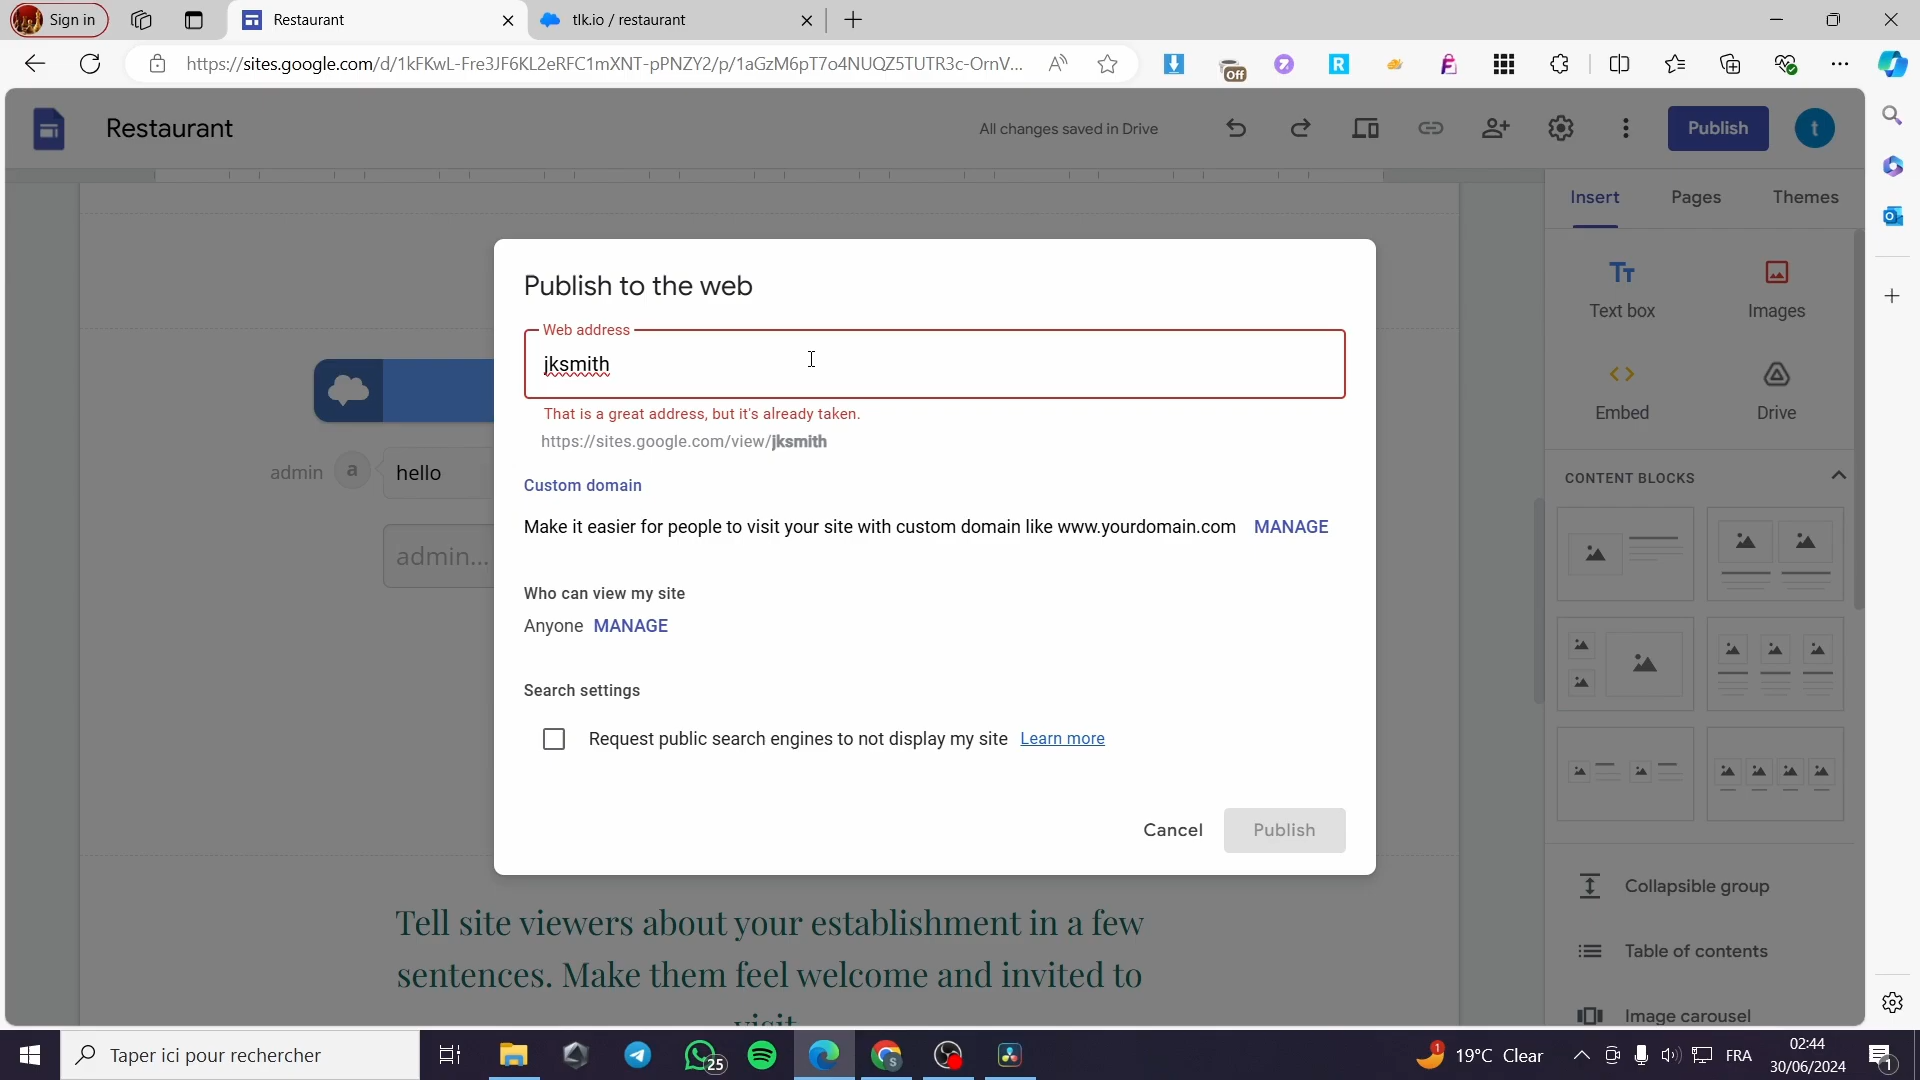 Sign in
Restaurant
tlk.io / restaurant
https://sites.google.com/d/1kFKwL-Fre3JF6KL2eRFC1mXNT-pPNZY2/p/1aGzM6pT7o4NUQZ5TUTR3c-OrnV...
Off
Restaurant
All changes saved in Drive
Publish
t
Insert
Pages
Themes
Text box
Images
Embed
Drive
CONTENT BLOCKS
Collapsible group
Table of contents
Image carousel
admin
a
hello
admin...
Publish to the web
Web address
jksmith
That is a great address, but it's already taken.
https://sites.google.com/view/jksmith
Custom domain
Make it easier for people to visit your site with custom domain like www.yourdomain.com MANAGE
Who can view my site
Anyone MANAGE
Search settings
Request public search engines to not display my site Learn more
Cancel
Publish
Tell site viewers about your establishment in a few
sentences. Make them feel welcome and invited to
visit
Taper ici pour rechercher
25
1
19°C Clear
FRA
02:44
30/06/2024
1